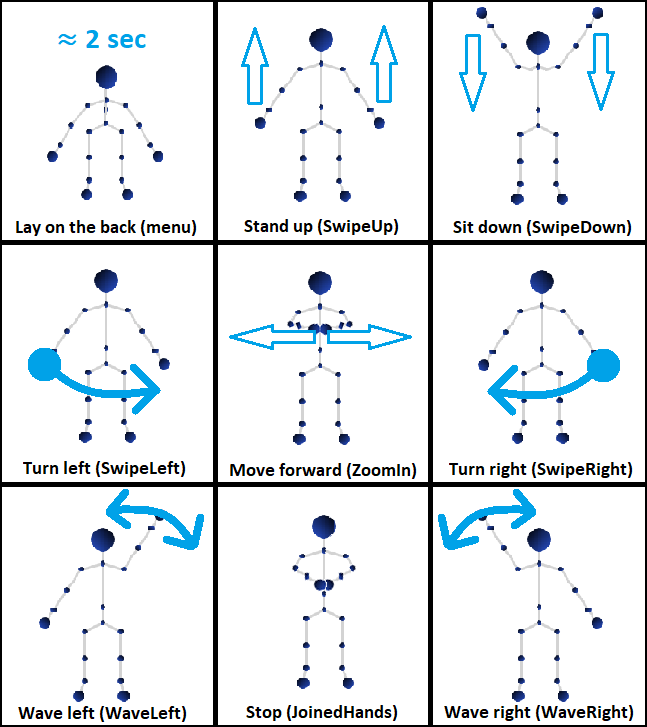 ≈ 2 sec
Lay on the back (menu)
Stand up (SwipeUp)
Sit down (SwipeDown)
Turn left (SwipeLeft)
Move forward (ZoomIn)
Turn right (SwipeRight)
Wave left (WaveLeft)
Stop (JoinedHands)
Wave right (WaveRight)